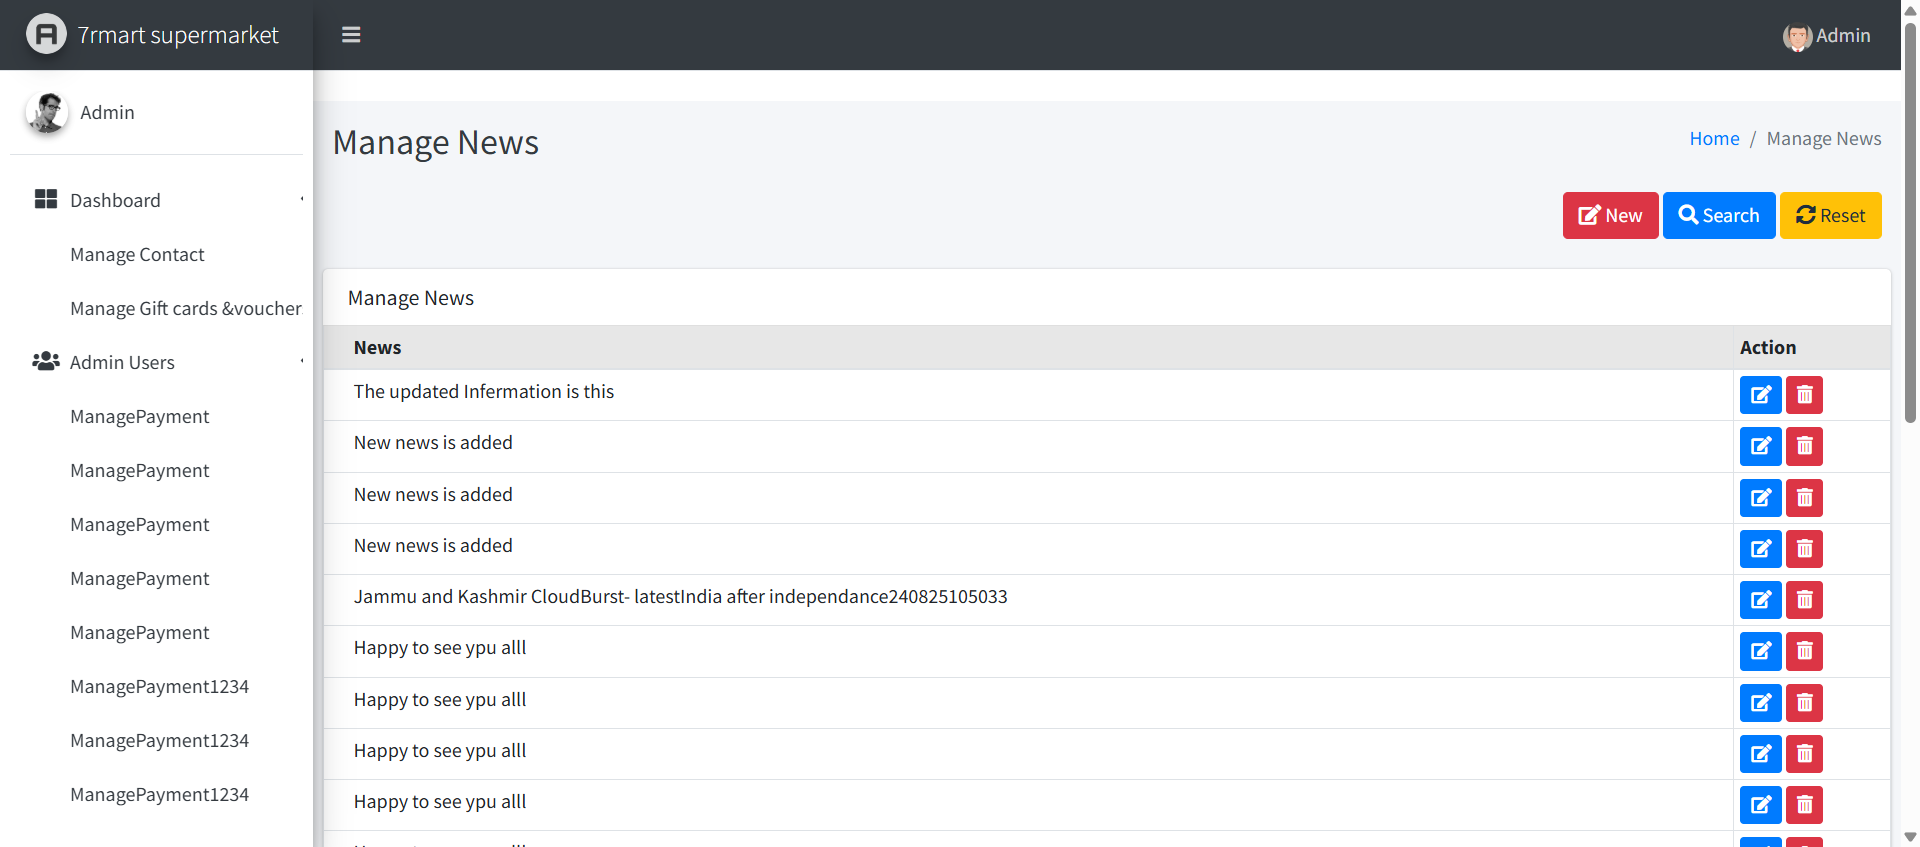 7rmart supermarket
Admin
Admin
Manage News
Home / Manage News
Dashboard
Manage Contact
Manage Gift cards &voucher
Admin Users
ManagePayment
ManagePayment
ManagePayment
ManagePayment
ManagePayment
ManagePayment1234
ManagePayment1234
ManagePayment1234
New
Search
Reset
Manage News
News Action
The updated Infermation is this
New news is added
New news is added
New news is added
Jammu and Kashmir CloudBurst- latestIndia after independance240825105033
Happy to see ypu alll
Happy to see ypu alll
Happy to see ypu alll
Happy to see ypu alll